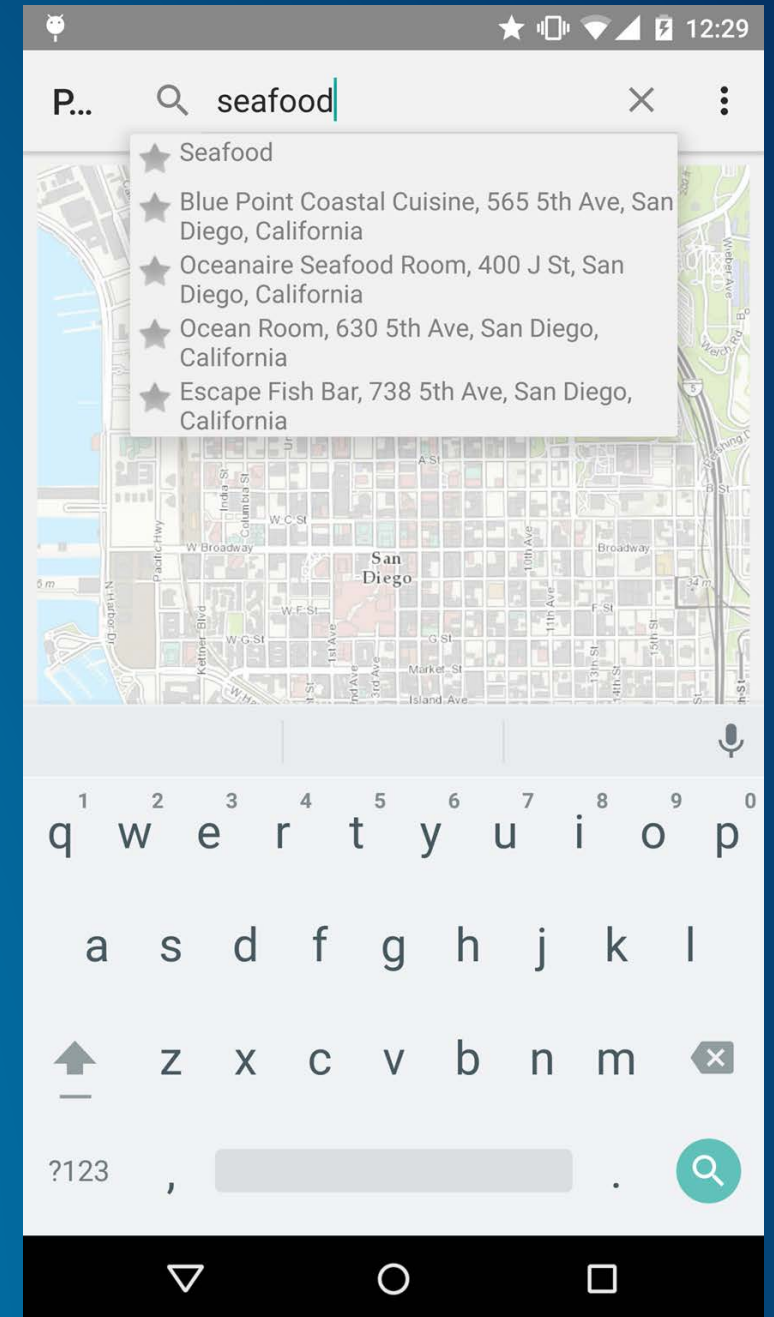 12:29
P...
seafood
Seafood
Blue Point Coastal Cuisine, 565 5th Ave, San
Diego, California
Oceanaire Seafood Room, 400 J St, San
Diego, California
Ocean Room, 630 5th Ave, San Diego,
California
Escape Fish Bar, 738 5th Ave, San Diego,
California
Wieber Ave
5
A St
B St
India St
Columbia St
W C St
Pacific Hwy
W Broadway
Broadway
10th Ave
San
Diego
34 m
5 m
N Harbor Dr
W F St
F St
11th Ave
Kettner Blvd
W G St
1st Ave
G St
13th St
14th St
15th St
3rd Ave
Market St
Island Ave
1 2 3 4 5 6 7 8 9 0
q w e r t y u i o p
a s d f g h j k l
z x c v b n m
?123 , .